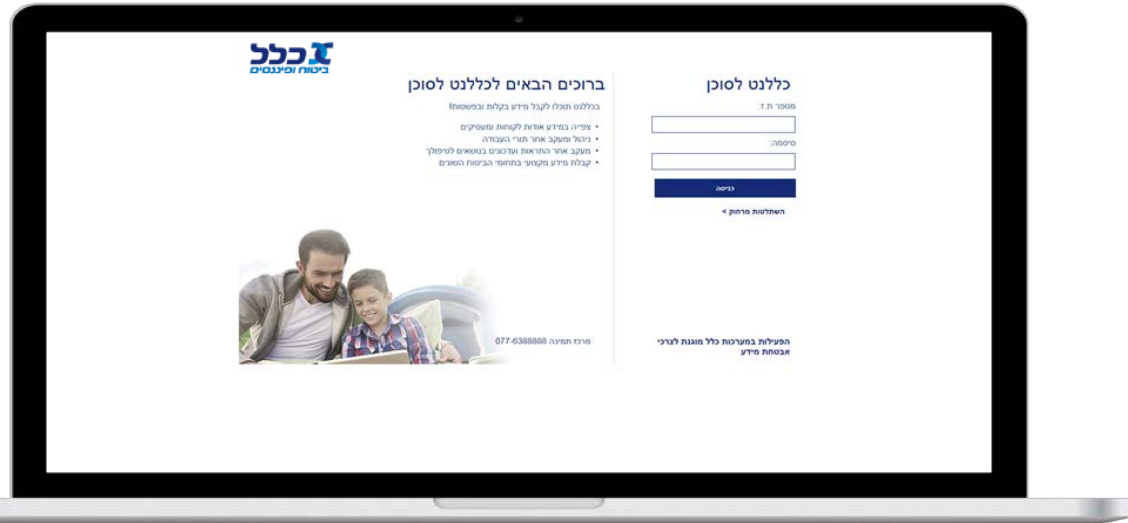 כלל
ביטוח ופיננסים
כללנט לסוכן
מספר ת.ז.
סיסמה:
כניסה
השתלטות מרחוק >
הפעילות במערכות כלל מוגנת לצרכי
אבטחת מידע
ברוכים הבאים לכללנט לסוכן
בכללנט תוכלו לקבל מידע בקלות ובפשטות!
• צפייה במידע אודות לקוחות ומעסיקים
• ניהול ומעקב אחר תורי העבודה
• מעקב אחר התראות ועדכונים בנושאים לטיפולך
• קבלת מידע מקצועי בתחומי הביטוח השונים
מרכז תמיכה 077-6388888